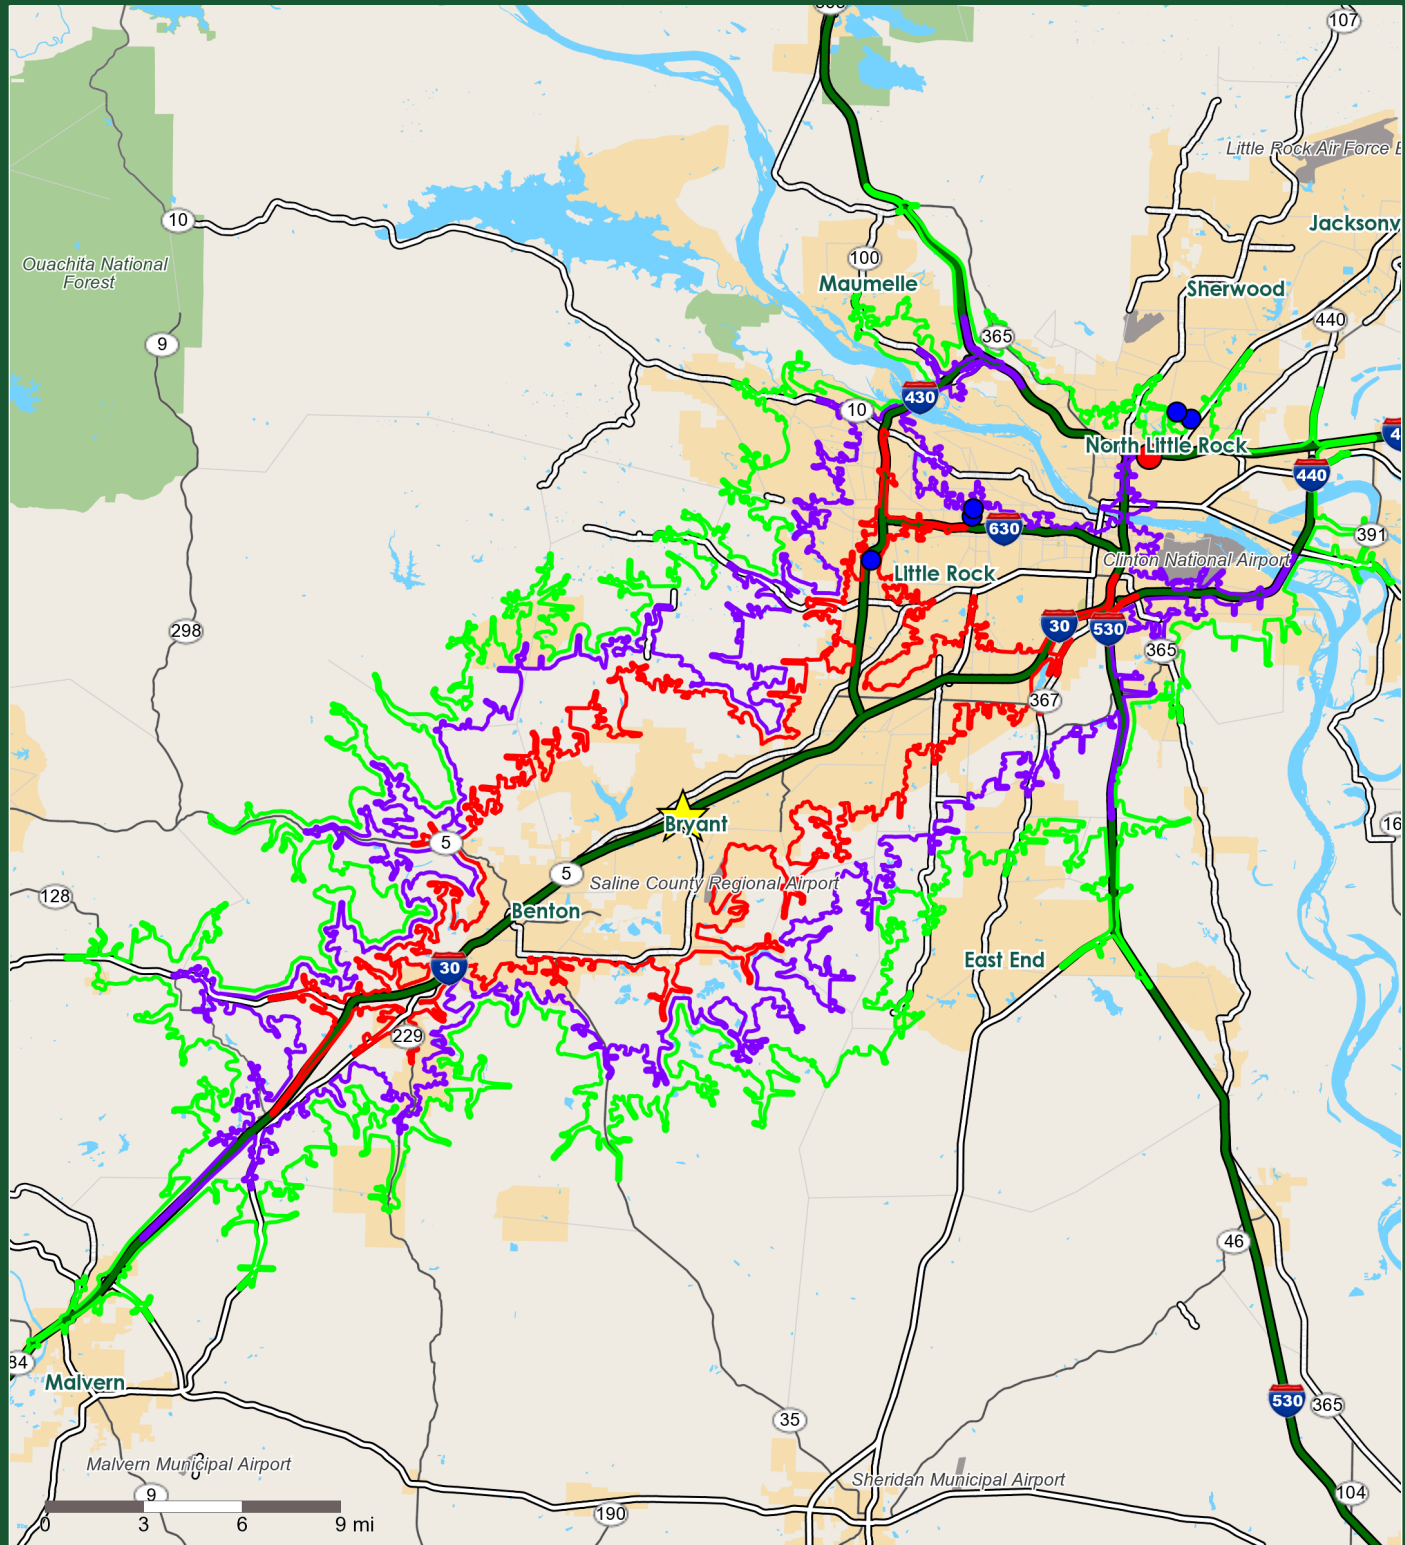 107
Little Rock Air Force B
10
Jacksonv
Ouachita National
Forest
100
Maumelle
Sherwood
440
365
9
430
10
North Little Rock
4
440
630
391
Clinton National Airport
Little Rock
298
30
530
365
367
Bryant
5
16
5
Saline County Regional Airport
128
Benton
East End
30
229
46
84
Malvern
530
365
35
Malvern Municipal Airport
Sheridan Municipal Airport
9
104
190
0 3 6 9 mi